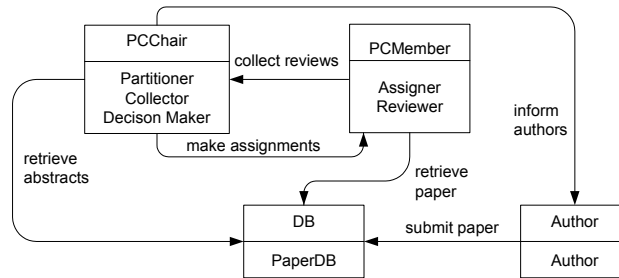 PCChair
Partitioner
Collector
Decison Maker
collect reviews
PCMember
Assigner
Reviewer
make assignments
inform
authors
retrieve
abstracts
retrieve
paper
DB
PaperDB
submit paper
Author
Author